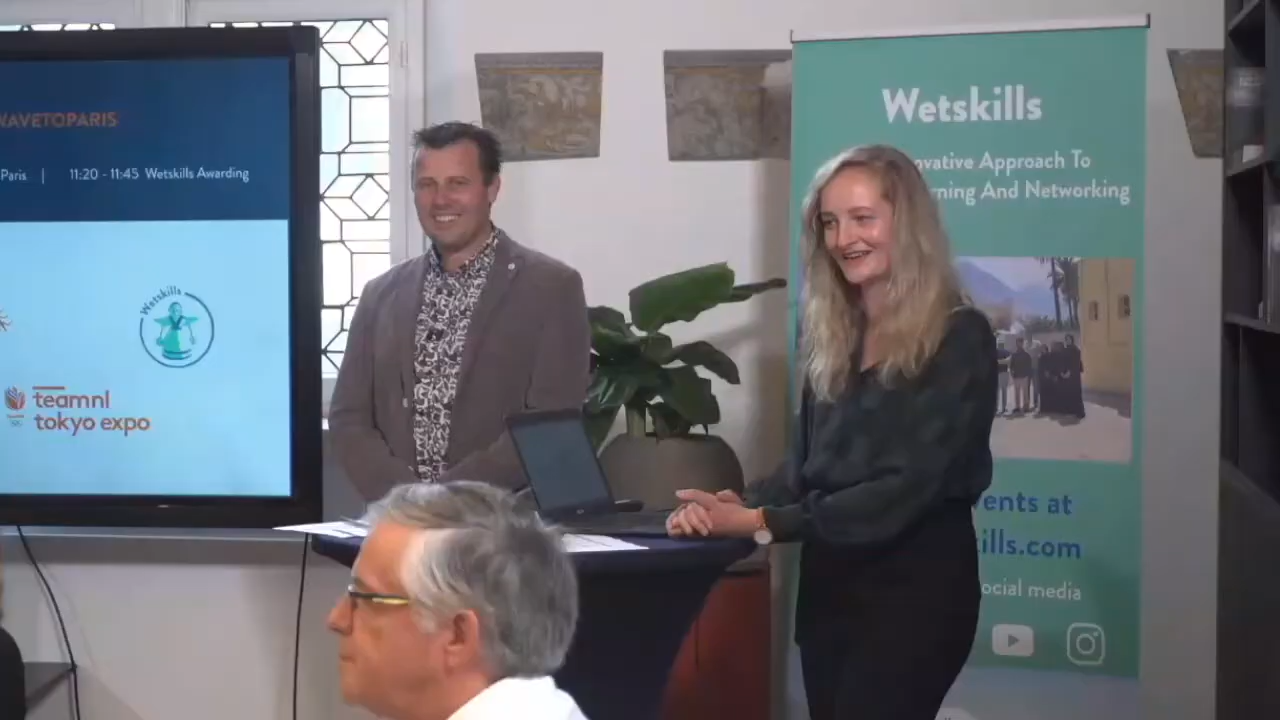 WAVETOPARIS
Paris | 11:20 - 11:45 Wetskills Awarding
Wetskills
teamnl
tokyo expo
Wetskills
ovative Approach To
rning And Networking
ents at
ills.com
ocial media